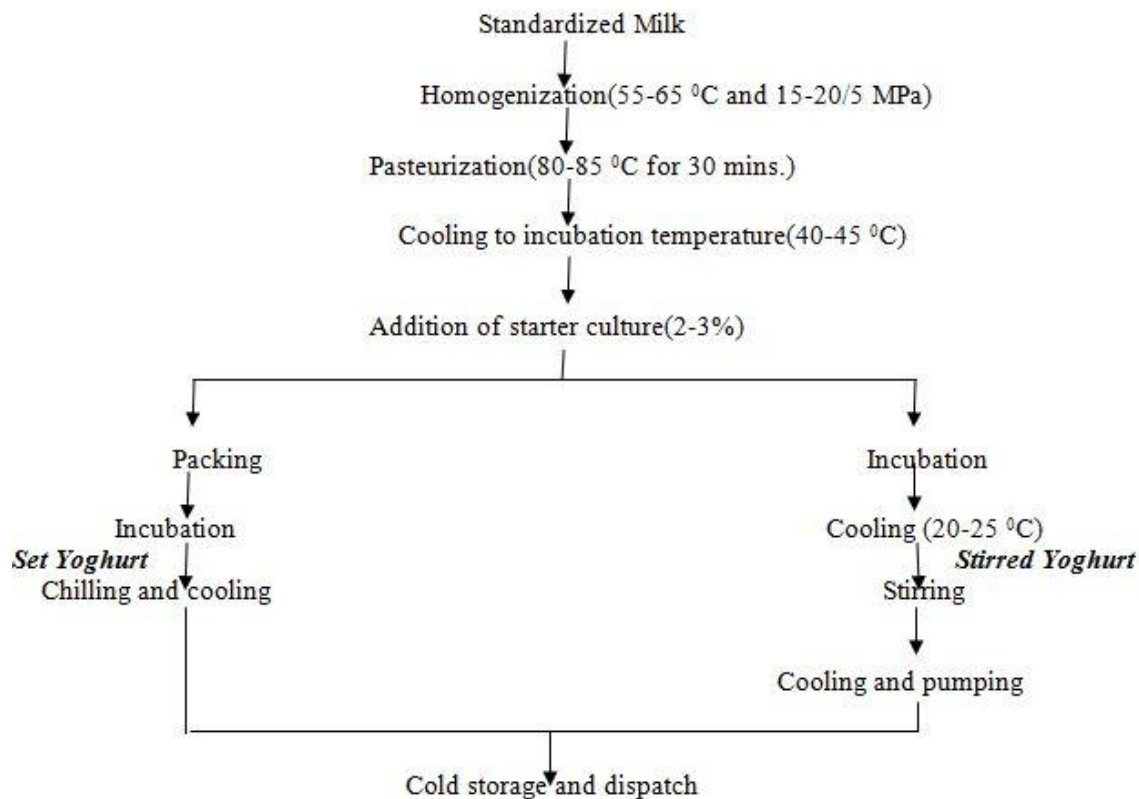 Standardized Milk
Homogenization(55-65 ⁰C and 15-20/5 MPa)
Pasteurization(80-85 ⁰C for 30 mins.)
Cooling to incubation temperature(40-45 ⁰C)
Addition of starter culture(2-3%)
Packing
Incubation
Set Yoghurt
Chilling and cooling
Incubation
Cooling (20-25 ⁰C)
Stirred Yoghurt
Stirring
Cooling and pumping
Cold storage and dispatch